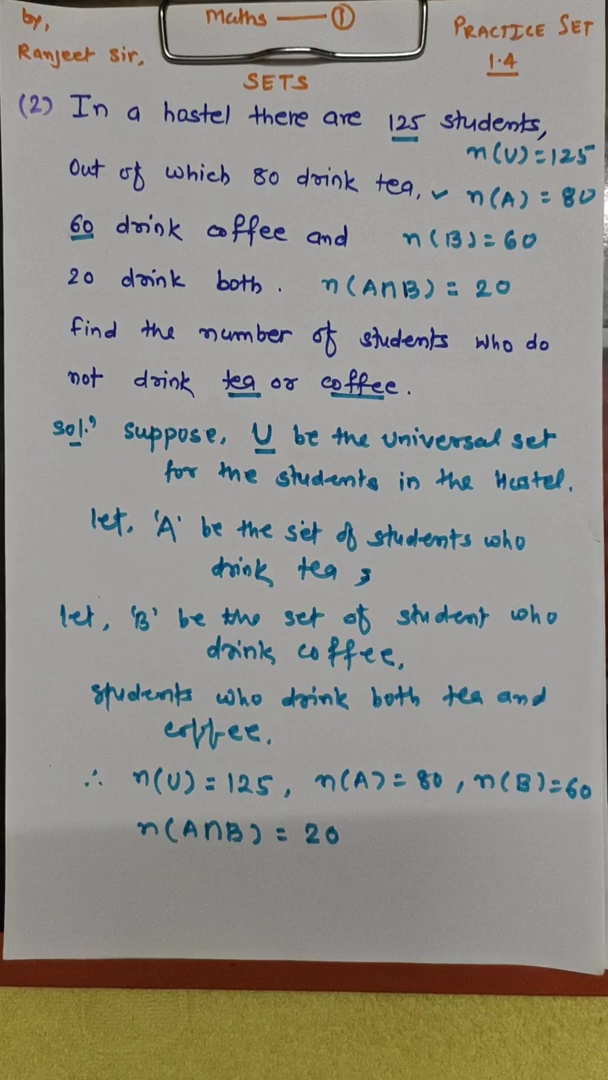 by,
Ranjeet Sir,
Maths — ①
PRACTICE SET
1.4
SETS
(2) In a hostel there are 125 students,
n(U)=125
Out of which 80 drink tea, ✓ n(A) = 80
60 drink coffee and n(B)=60
20 drink both. n(A∩B) = 20
find the number of students who do
not drink tea or coffee.
Sol.ⁿ Suppose, U be the universal set
for the students in the Hostel.
let, 'A' be the set of students who
drink tea ;
let, 'B' be the set of student who
drink coffee,
students who drink both tea and
coffee.
∴ n(U) = 125, n(A) = 80, n(B)=60
n(A∩B) = 20